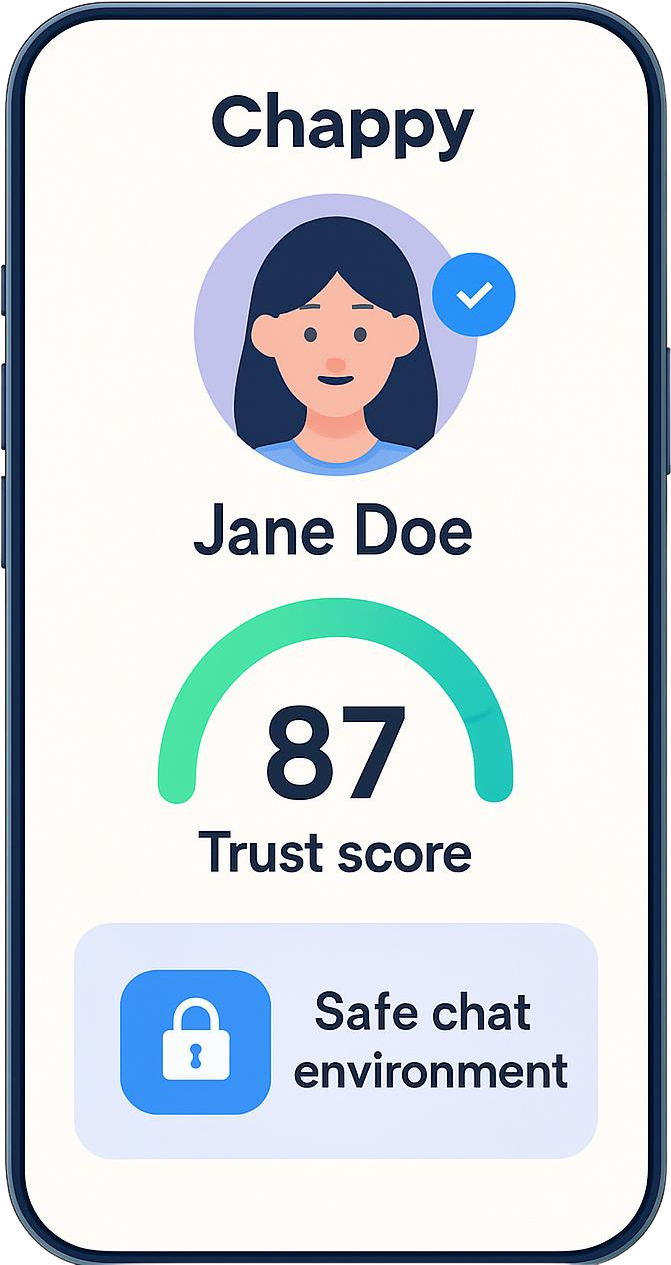 Chappy
Jane Doe
87
Trust score
Safe chat
environment